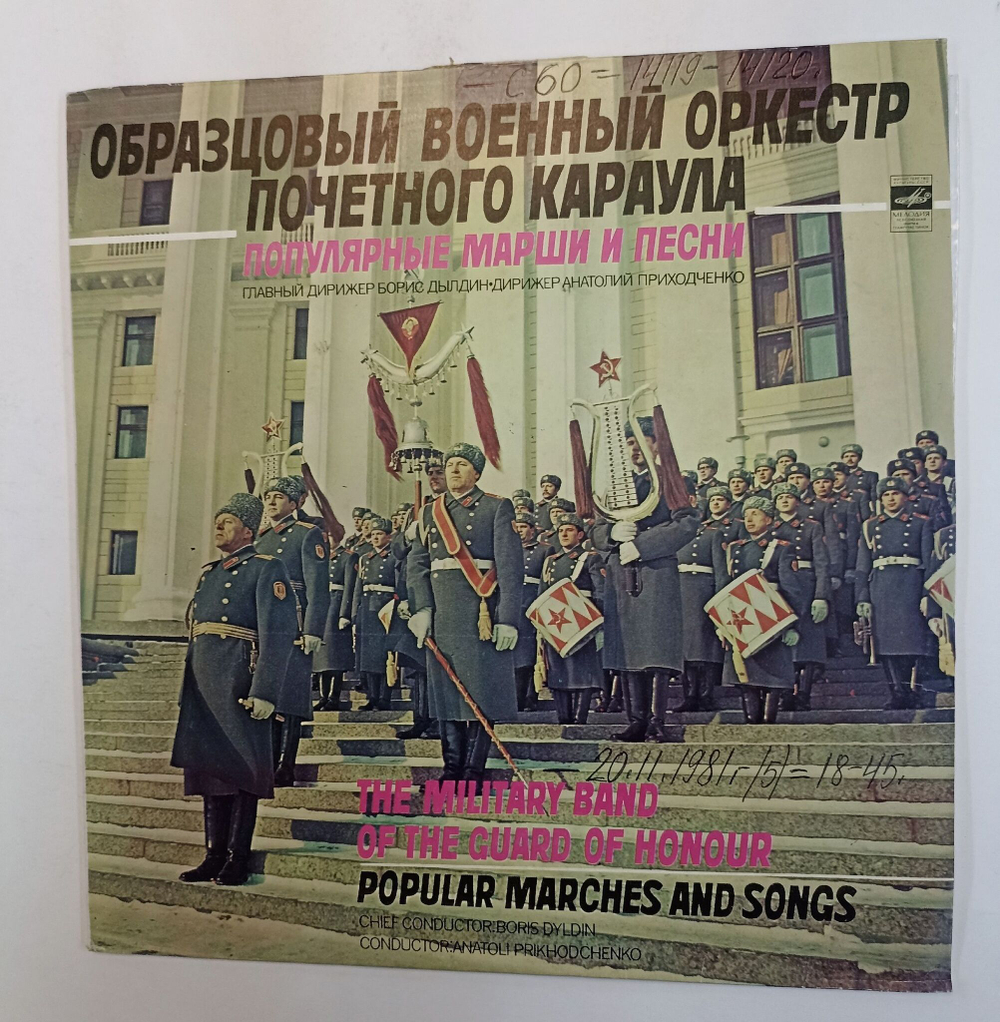 – С60 = 14119 – 14120.
ОБРАЗЦОВЫЙ ВОЕННЫЙ ОРКЕСТР
ПОЧЕТНОГО КАРАУЛА
МЕЛОДИЯ
ПОПУЛЯРНЫЕ МАРШИ И ПЕСНИ
ГЛАВНЫЙ ДИРИЖЕР БОРИС ДЫЛДИН•ДИРИЖЕР АНАТОЛИЙ ПРИХОДЧЕНКО
20.11.1981г /5/ = 18-45.
THE MILITARY BAND
OF THE GUARD OF HONOUR
POPULAR MARCHES AND SONGS
CHIEF CONDUCTOR:BORIS DYLDIN
CONDUCTOR:ANATOLI PRIKHODCHENKO